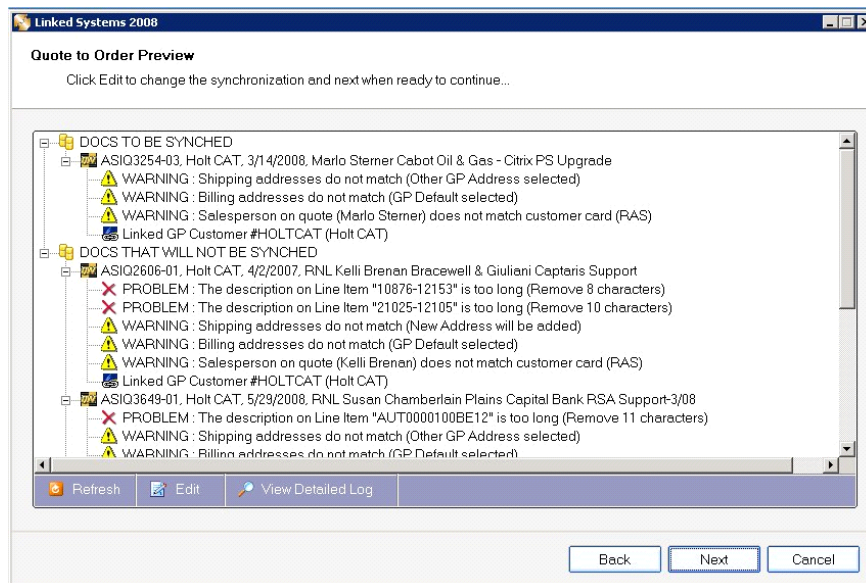 Linked Systems 2008
Quote to Order Preview
Click Edit to change the synchronization and next when ready to continue...
DOCS TO BE SYNCHED
ASIQ3254-03, Holt CAT, 3/14/2008, Marlo Sterner Cabot Oil & Gas - Citrix PS Upgrade
WARNING : Shipping addresses do not match (Other GP Address selected)
WARNING : Billing addresses do not match (GP Default selected)
WARNING : Salesperson on quote (Marlo Sterner) does not match customer card (RAS)
Linked GP Customer #HOLTCAT (Holt CAT)
DOCS THAT WILL NOT BE SYNCHED
ASIQ2606-01, Holt CAT, 4/2/2007, RNL Kelli Brenan Bracewell & Giuliani Captaris Support
PROBLEM : The description on Line Item "10876-12153" is too long (Remove 8 characters)
PROBLEM : The description on Line Item "21025-12105" is too long (Remove 10 characters)
WARNING : Shipping addresses do not match (New Address will be added)
WARNING : Billing addresses do not match (GP Default selected)
WARNING : Salesperson on quote (Kelli Brenan) does not match customer card (RAS)
Linked GP Customer #HOLTCAT (Holt CAT)
ASIQ3649-01, Holt CAT, 5/29/2008, RNL Susan Chamberlain Plains Capital Bank RSA Support-3/08
PROBLEM : The description on Line Item "AUT0000100BE12" is too long (Remove 11 characters)
WARNING : Shipping addresses do not match (Other GP Address selected)
WARNING : Billing addresses do not match (GP Default selected)
Refresh Edit View Detailed Log
Back Next Cancel